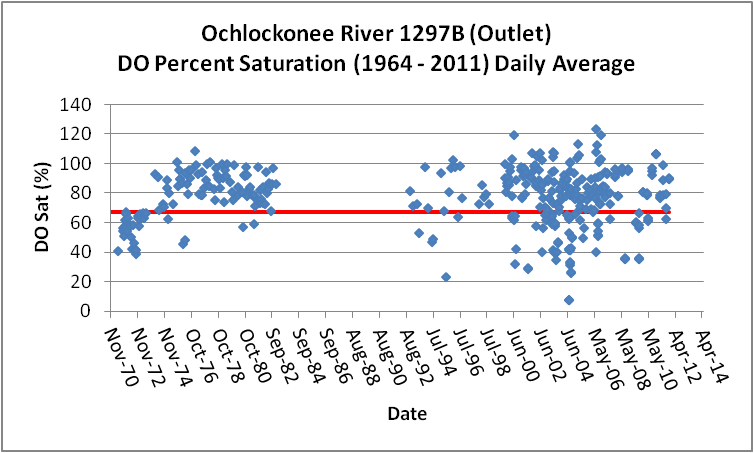 Ochlockonee River 1297B (Outlet)
DO Percent Saturation (1964 - 2011) Daily Average
DO Sat (%)
140
120
100
80
60
40
20
0
Nov-70
Nov-72
Nov-74
Oct-76
Oct-78
Oct-80
Sep-82
Sep-84
Sep-86
Aug-88
Aug-90
Aug-92
Jul-94
Jul-96
Jul-98
Jun-00
Jun-02
Jun-04
May-06
May-08
May-10
Apr-12
Apr-14
Date